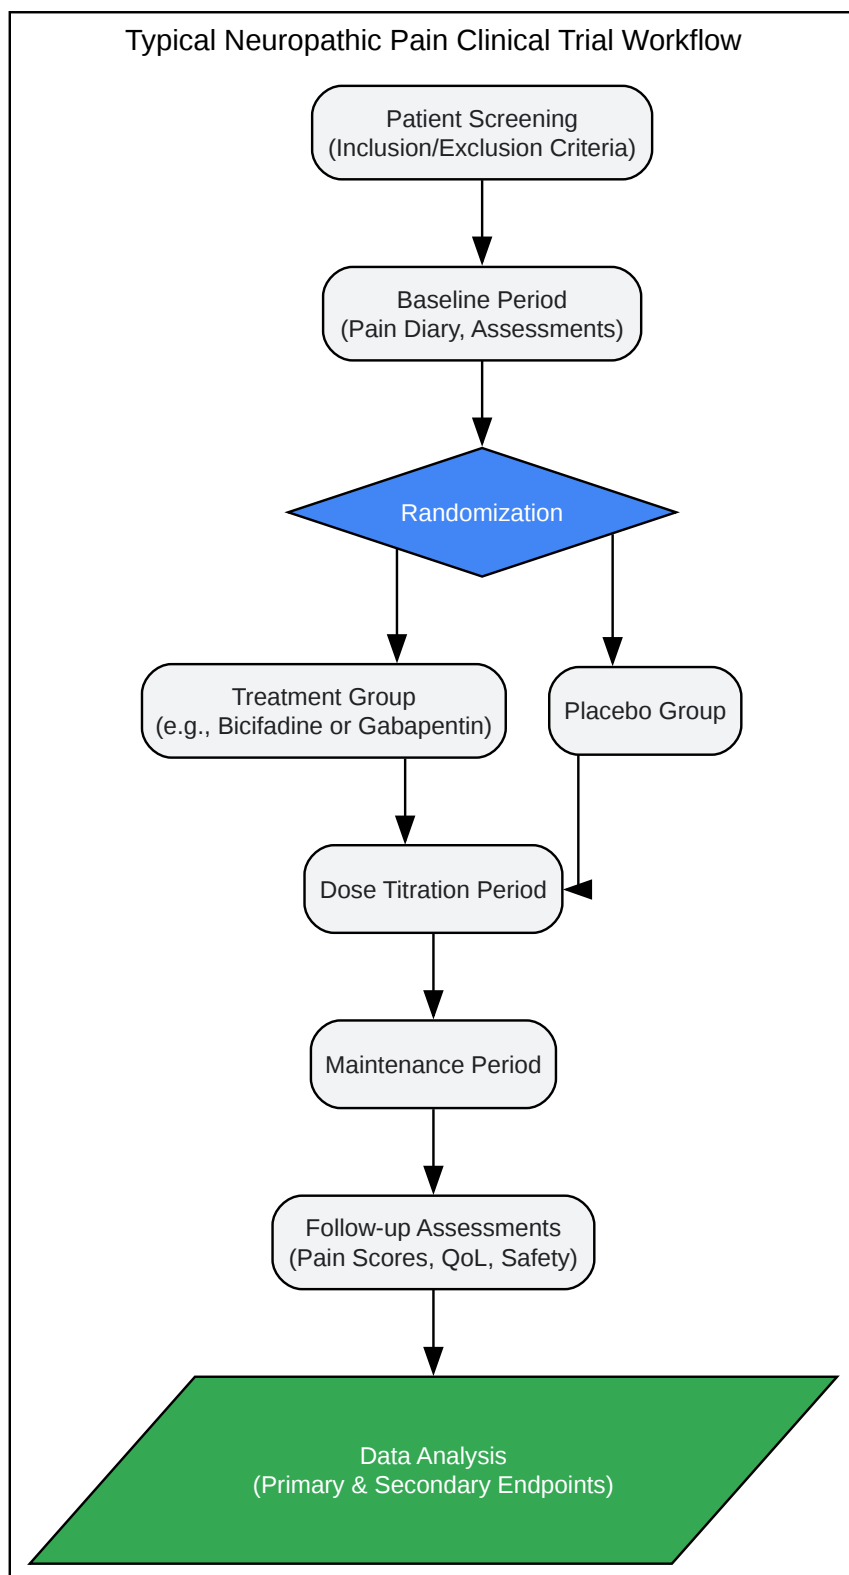 Typical Neuropathic Pain Clinical Trial Workflow
Patient Screening
(Inclusion/Exclusion Criteria)
Baseline Period
(Pain Diary, Assessments)
Randomization
Treatment Group
(e.g., Bicifadine or Gabapentin)
Placebo Group
Dose Titration Period
Maintenance Period
Follow-up Assessments
(Pain Scores, QoL, Safety)
Data Analysis
(Primary & Secondary Endpoints)